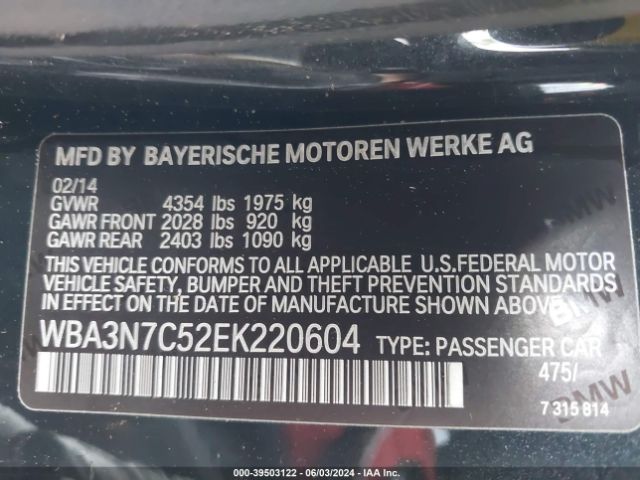 MFD BY BAYERISCHE MOTOREN WERKE AG
02/14
GVWR 4354 lbs 1975 kg
GAWR FRONT 2028 lbs 920 kg
GAWR REAR 2403 lbs 1090 kg
THIS VEHICLE CONFORMS TO ALL APPLICABLE U.S.FEDERAL MOTOR
VEHICLE SAFETY, BUMPER AND THEFT PREVENTION STANDARDS
IN EFFECT ON THE DATE OF MANUFACTURE SHOWN ABOVE.
WBA3N7C52EK220604 TYPE: PASSENGER CAR
475/
7 315 814
BMW
BMW
BMW
000-39503122 - 06/03/2024 - IAA Inc.